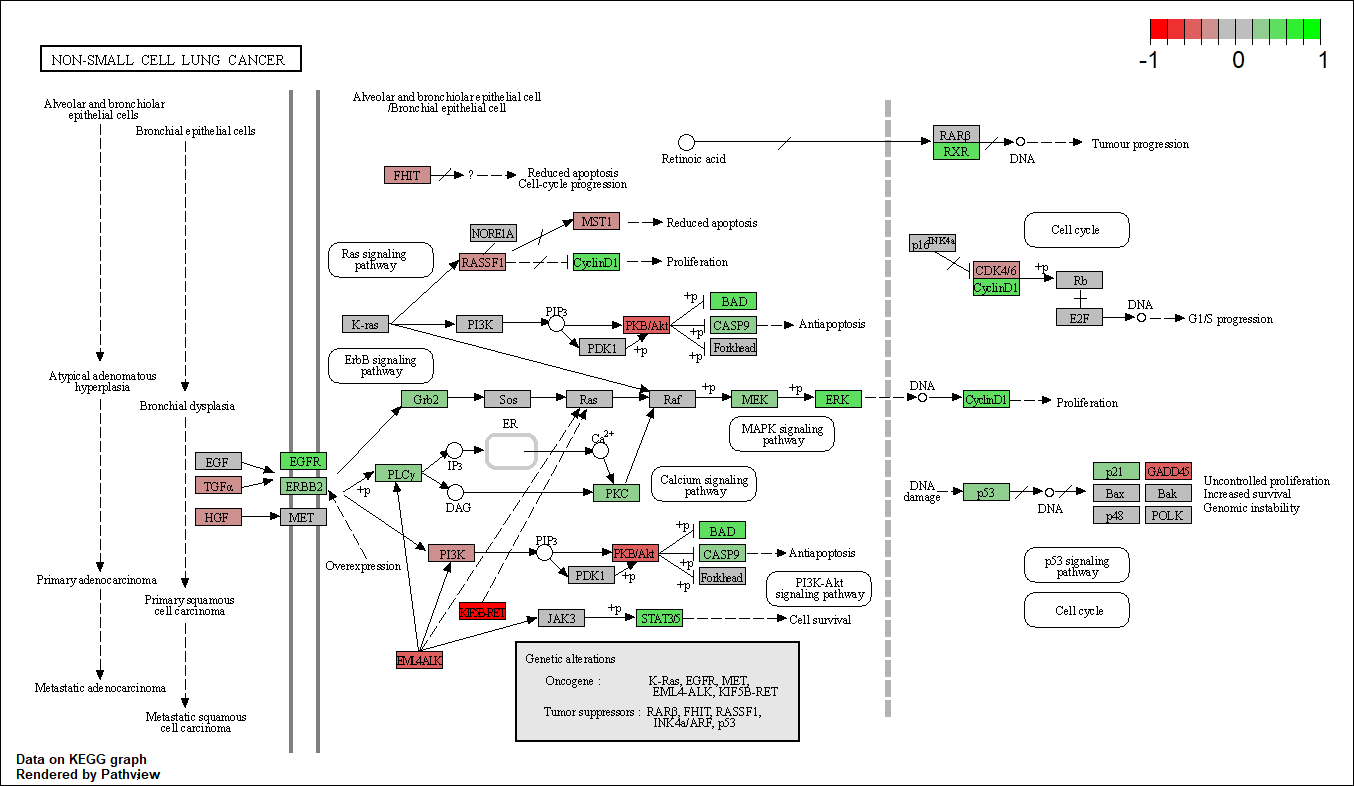 -1 0 1
NON-SMALL CELL LUNG CANCER
Alveolar and bronchiolar
epithelial cells
Bronchial epithelial cells
Atypical adenomatous
hyperplasia
Bronchial dysplasia
Primary adenocarcinoma
Primary squamous
cell carcinoma
Metastatic adenocarcinoma
Metastatic squamous
cell carcinoma
Alveolar and bronchiolar epithelial cell
/Bronchial epithelial cell
Retinoic acid
RARβ
RXR
DNA
Tumour progression
FHIT
?
Reduced apoptosis
Cell-cycle progression
NORE1A
MST1
Reduced apoptosis
Ras signaling
pathway
RASSF1
CyclinD1
Proliferation
p16INK4a
Cell cycle
CDK4/6
CyclinD1
+p
Rb
E2F
DNA
G1/S progression
K-ras
PI3K
PIP3
PDK1
+p
PKB/Akt
+p
+p
+p
BAD
CASP9
Forkhead
Antiapoptosis
ErbB signaling
pathway
Grb2
Sos
Ras
Raf
+p
MEK
+p
ERK
DNA
CyclinD1
Proliferation
MAPK signaling
pathway
EGF
TGFα
HGF
EGFR
ERBB2
MET
+p
PLCγ
IP3
DAG
ER
Ca2+
PKC
Calcium signaling
pathway
DNA
damage
p53
DNA
p21
GADD45
Bax
Bak
p48
POLK
Uncontrolled proliferation
Increased survival
Genomic instability
Overexpression
PI3K
PIP3
PDK1
+p
PKB/Akt
+p
+p
+p
BAD
CASP9
Forkhead
Antiapoptosis
PI3K-Akt
signaling pathway
p53 signaling
pathway
Cell cycle
KIF5B-RET
JAK3
+p
STAT3/5
Cell survival
EML4ALK
Genetic alterations
Oncogene : K-Ras, EGFR, MET,
EML4-ALK, KIF5B-RET
Tumor suppressors : RARβ, FHIT, RASSF1,
INK4a/ARF, p53
Data on KEGG graph
Rendered by Pathview